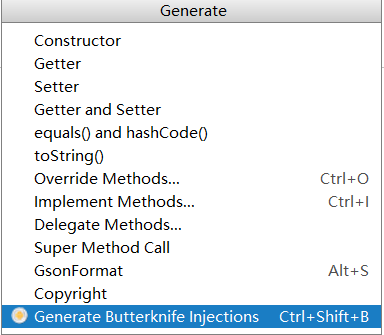 Generate
Constructor
Getter
Setter
Getter and Setter
equals() and hashCode()
toString()
Override Methods... Ctrl+O
Implement Methods... Ctrl+I
Delegate Methods...
Super Method Call
GsonFormat Alt+S
Copyright
Generate Butterknife Injections Ctrl+Shift+B